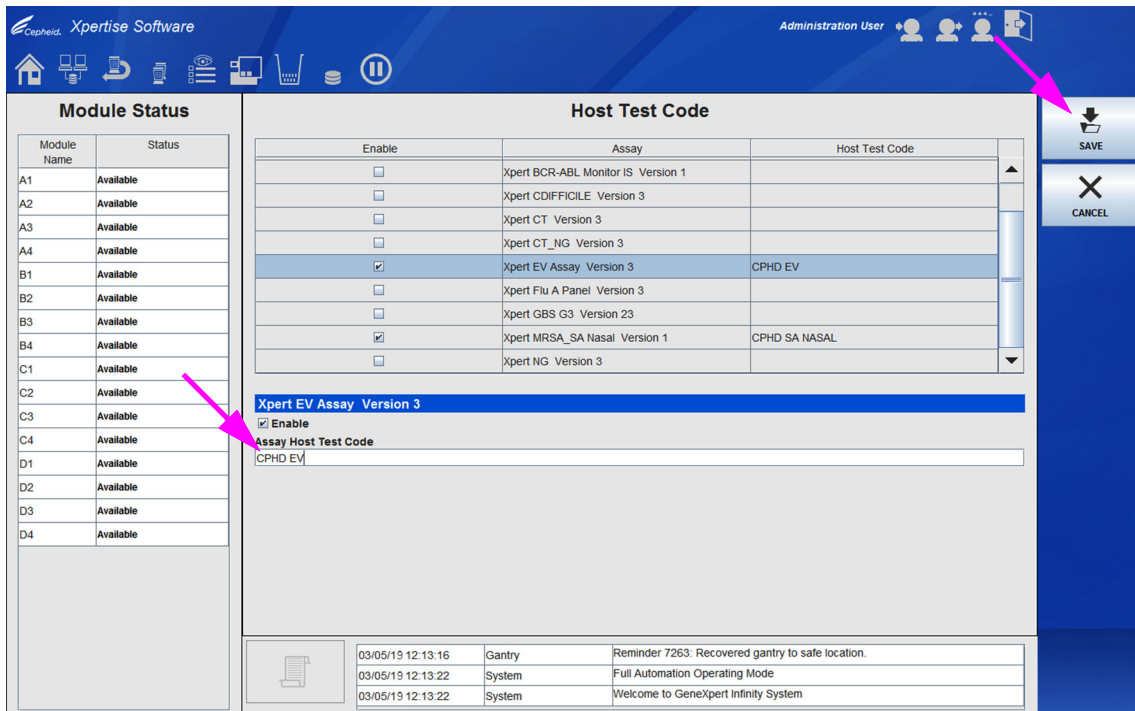 Cepheid. Xpertise Software
Administration User
Module Status
Module Name Status
A1 Available
A2 Available
A3 Available
A4 Available
B1 Available
B2 Available
B3 Available
B4 Available
C1 Available
C2 Available
C3 Available
C4 Available
D1 Available
D2 Available
D3 Available
D4 Available
Host Test Code
Enable Assay Host Test Code
Xpert BCR-ABL Monitor IS Version 1
Xpert CDIFFICILE Version 3
Xpert CT Version 3
Xpert CT_NG Version 3
Xpert EV Assay Version 3 CPHD EV
Xpert Flu A Panel Version 3
Xpert GBS G3 Version 23
Xpert MRSA_SA Nasal Version 1 CPHD SA NASAL
Xpert NG Version 3
Xpert EV Assay Version 3
Enable
Assay Host Test Code
CPHD EV
03/05/19 12:13:16 Gantry Reminder 7263: Recovered gantry to safe location.
03/05/19 12:13:22 System Full Automation Operating Mode
03/05/19 12:13:22 System Welcome to GeneXpert Infinity System
SAVE
CANCEL